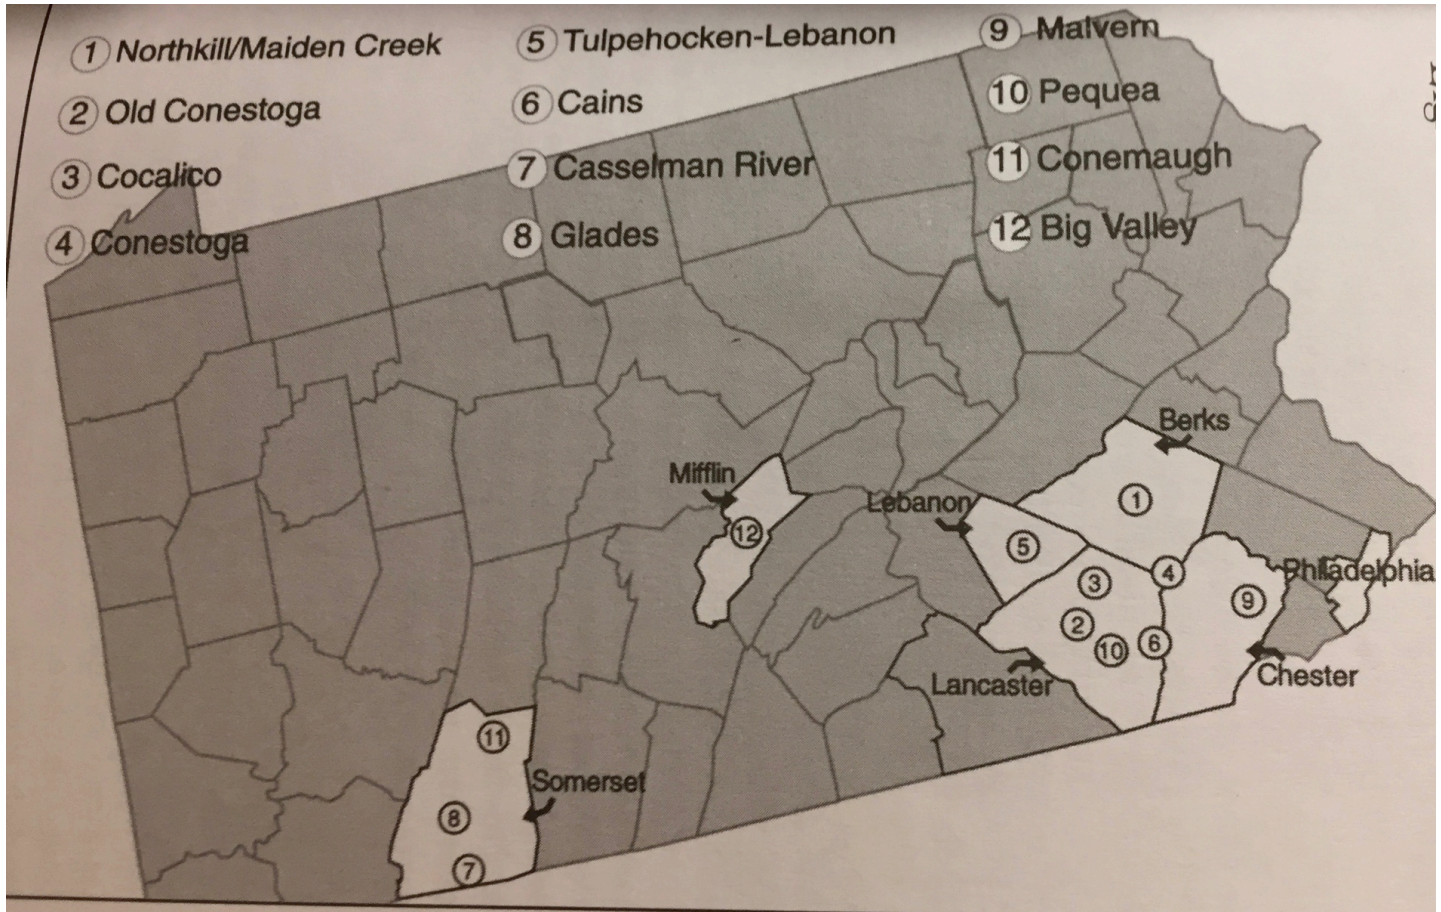 1 Northkill/Maiden Creek
2 Old Conestoga
3 Cocalico
4 Conestoga
5 Tulpehocken-Lebanon
6 Cains
7 Casselman River
8 Glades
9 Malvern
10 Pequea
11 Conemaugh
12 Big Valley
Berks
Mifflin
Lebanon
1
12
5
Philadelphia
3
4
9
2
10
6
Lancaster
Chester
11
Somerset
8
7